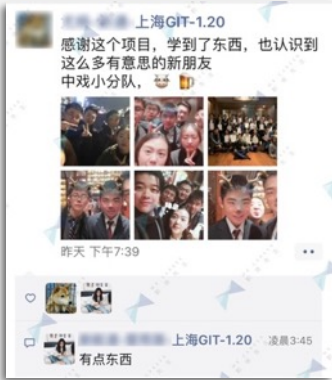 上海GIT-1.20
感谢这个项目，学到了东西，也认识到
这么多有意思的新朋友
中戏小分队，
昨天 下午7:39
上海GIT-1.20 凌晨3:45
有点东西